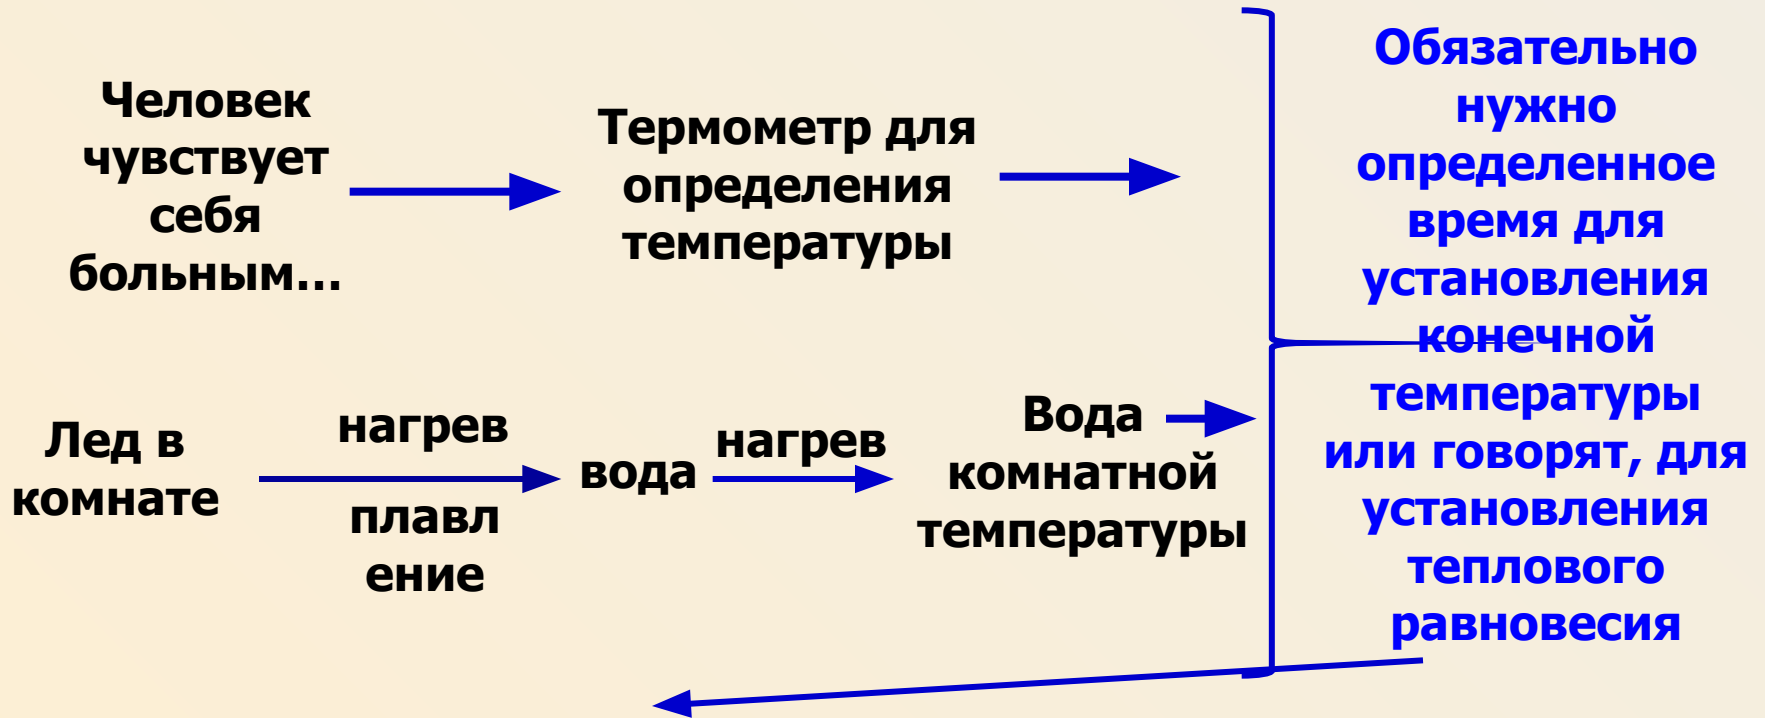 Человек
чувствует
себя
больным...
Термометр для
определения
температуры
Обязательно
нужно
определенное
время для
установления
конечной
температуры
или говорят, для
установления
теплового
равновесия
Лед в
комнате
нагрев
плавл
ение
вода
нагрев
Вода
комнатной
температуры